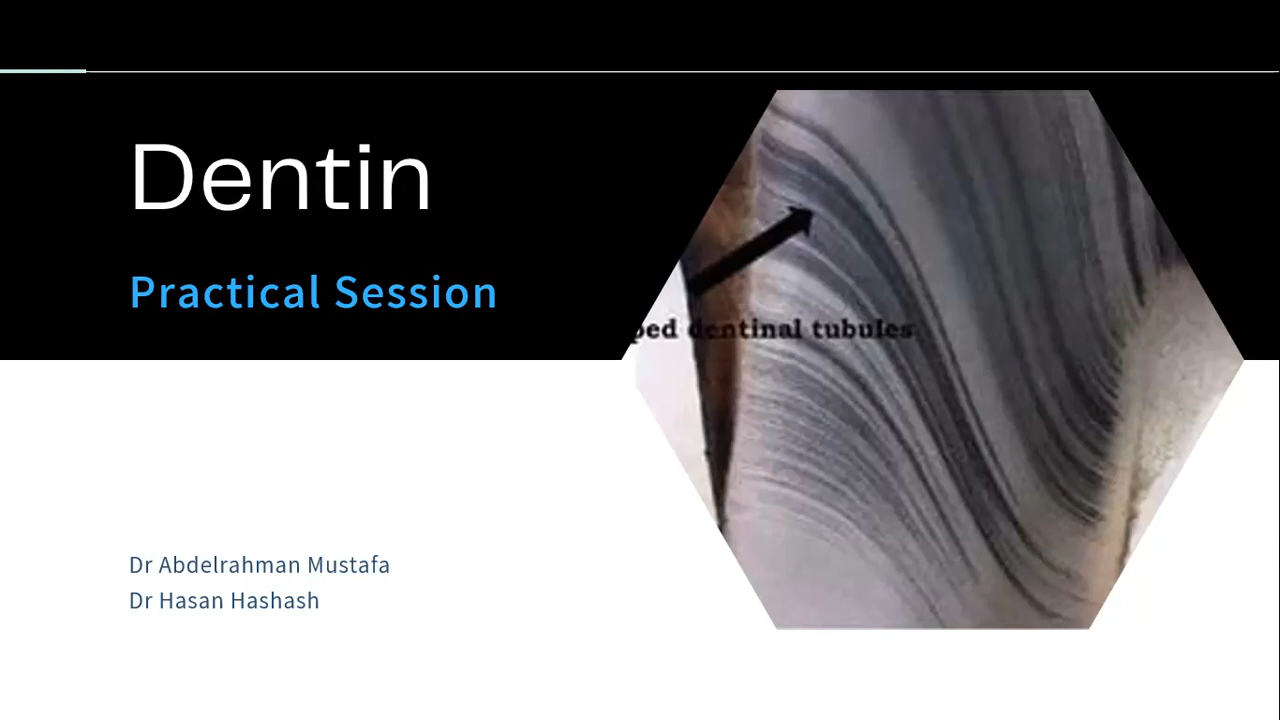 Dentin
Practical Session
dentinal tubules
Dr Abdelrahman Mustafa
Dr Hasan Hashash